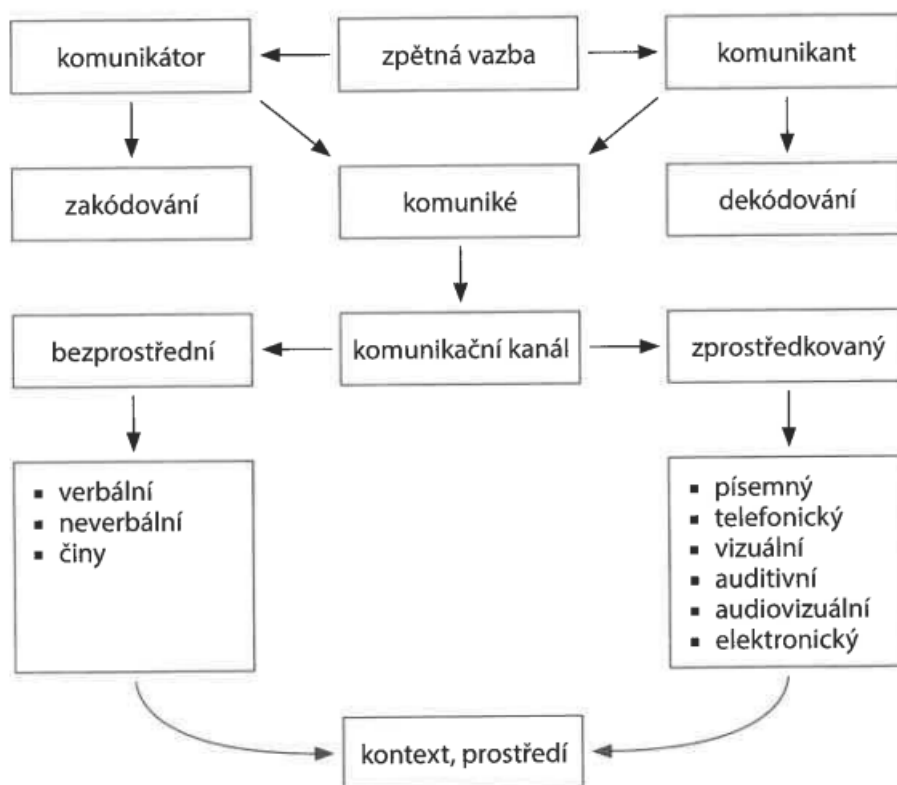 komunikátor
zpětná vazba
komunikant
zakódování
komuniké
dekódování
bezprostřední
komunikační kanál
zprostředkovaný
▪ verbální
▪ neverbální
▪ činy
▪ písemný
▪ telefonický
▪ vizuální
▪ auditivní
▪ audiovizuální
▪ elektronický
kontext, prostředí